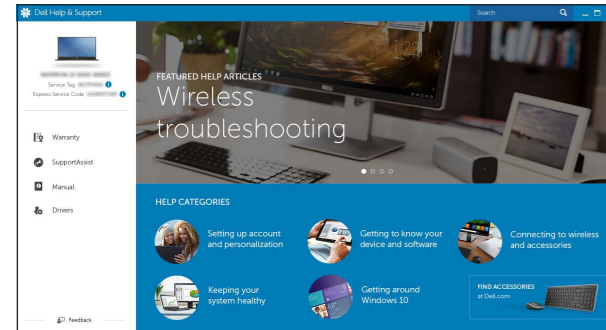 Dell Help & Support
Search
Service Tag:
Express Service Code:
Warranty
SupportAssist
Manual
Drivers
Feedback
FEATURED HELP ARTICLES
Wireless
troubleshooting
HELP CATEGORIES
Setting up account
and personalization
Getting to know your
device and software
Connecting to wireless
and accessories
Keeping your
system healthy
Getting around
Windows 10
FIND ACCESSORIES
at Dell.com